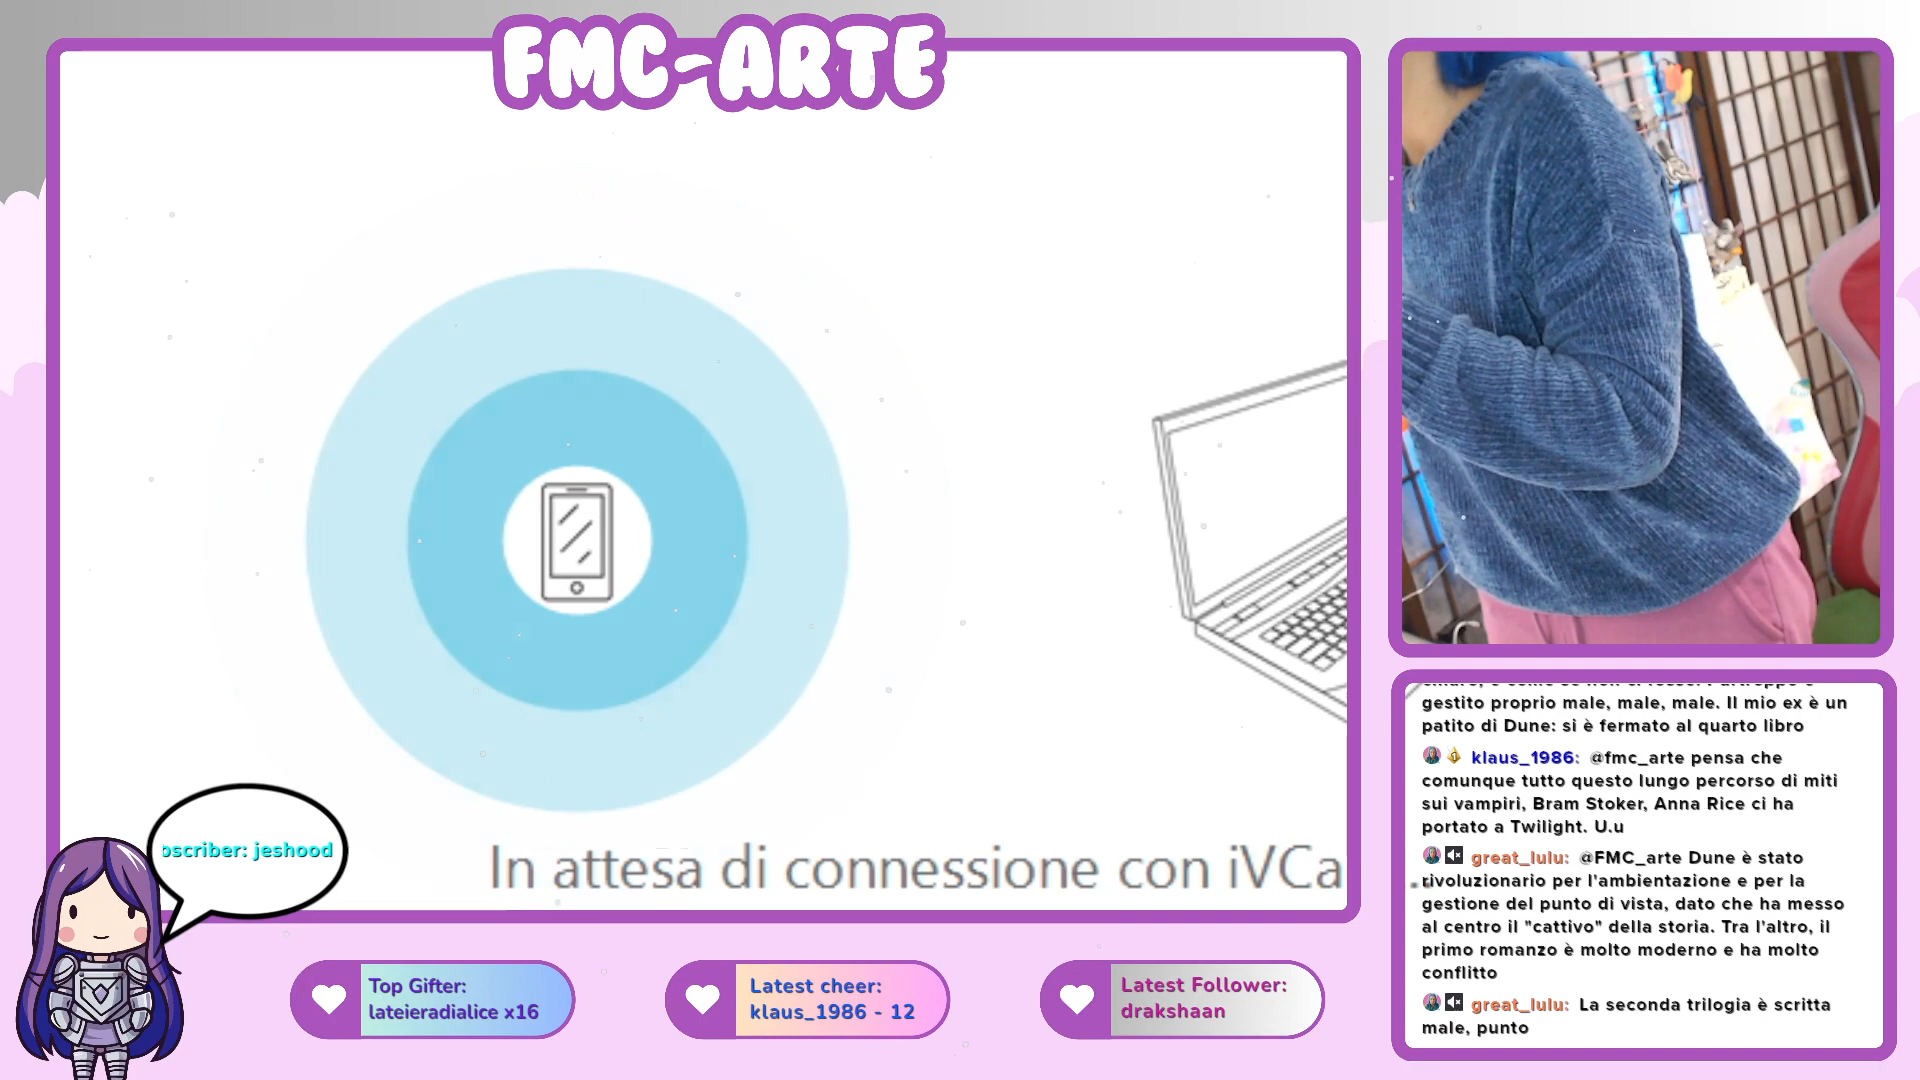 FMC-ARTE
gestito proprio male, male, male. Il mio ex è un
patito di Dune: si è fermato al quarto libro
klaus_1986: @fmc_arte pensa che
comunque tutto questo lungo percorso di miti
sui vampiri, Bram Stoker, Anna Rice ci ha
portato a Twilight. U.u
great_lulu: @FMC_arte Dune è stato
rivoluzionario per l'ambientazione e per la
gestione del punto di vista, dato che ha messo
al centro il "cattivo" della storia. Tra l'altro, il
primo romanzo è molto moderno e ha molto
conflitto
great_lulu: La seconda trilogia è scritta
male, punto
In attesa di connessione con iVCa
oscriber: jeshood
Top Gifter:
lateieradialice x16
Latest cheer:
klaus_1986 - 12
Latest Follower:
drakshaan